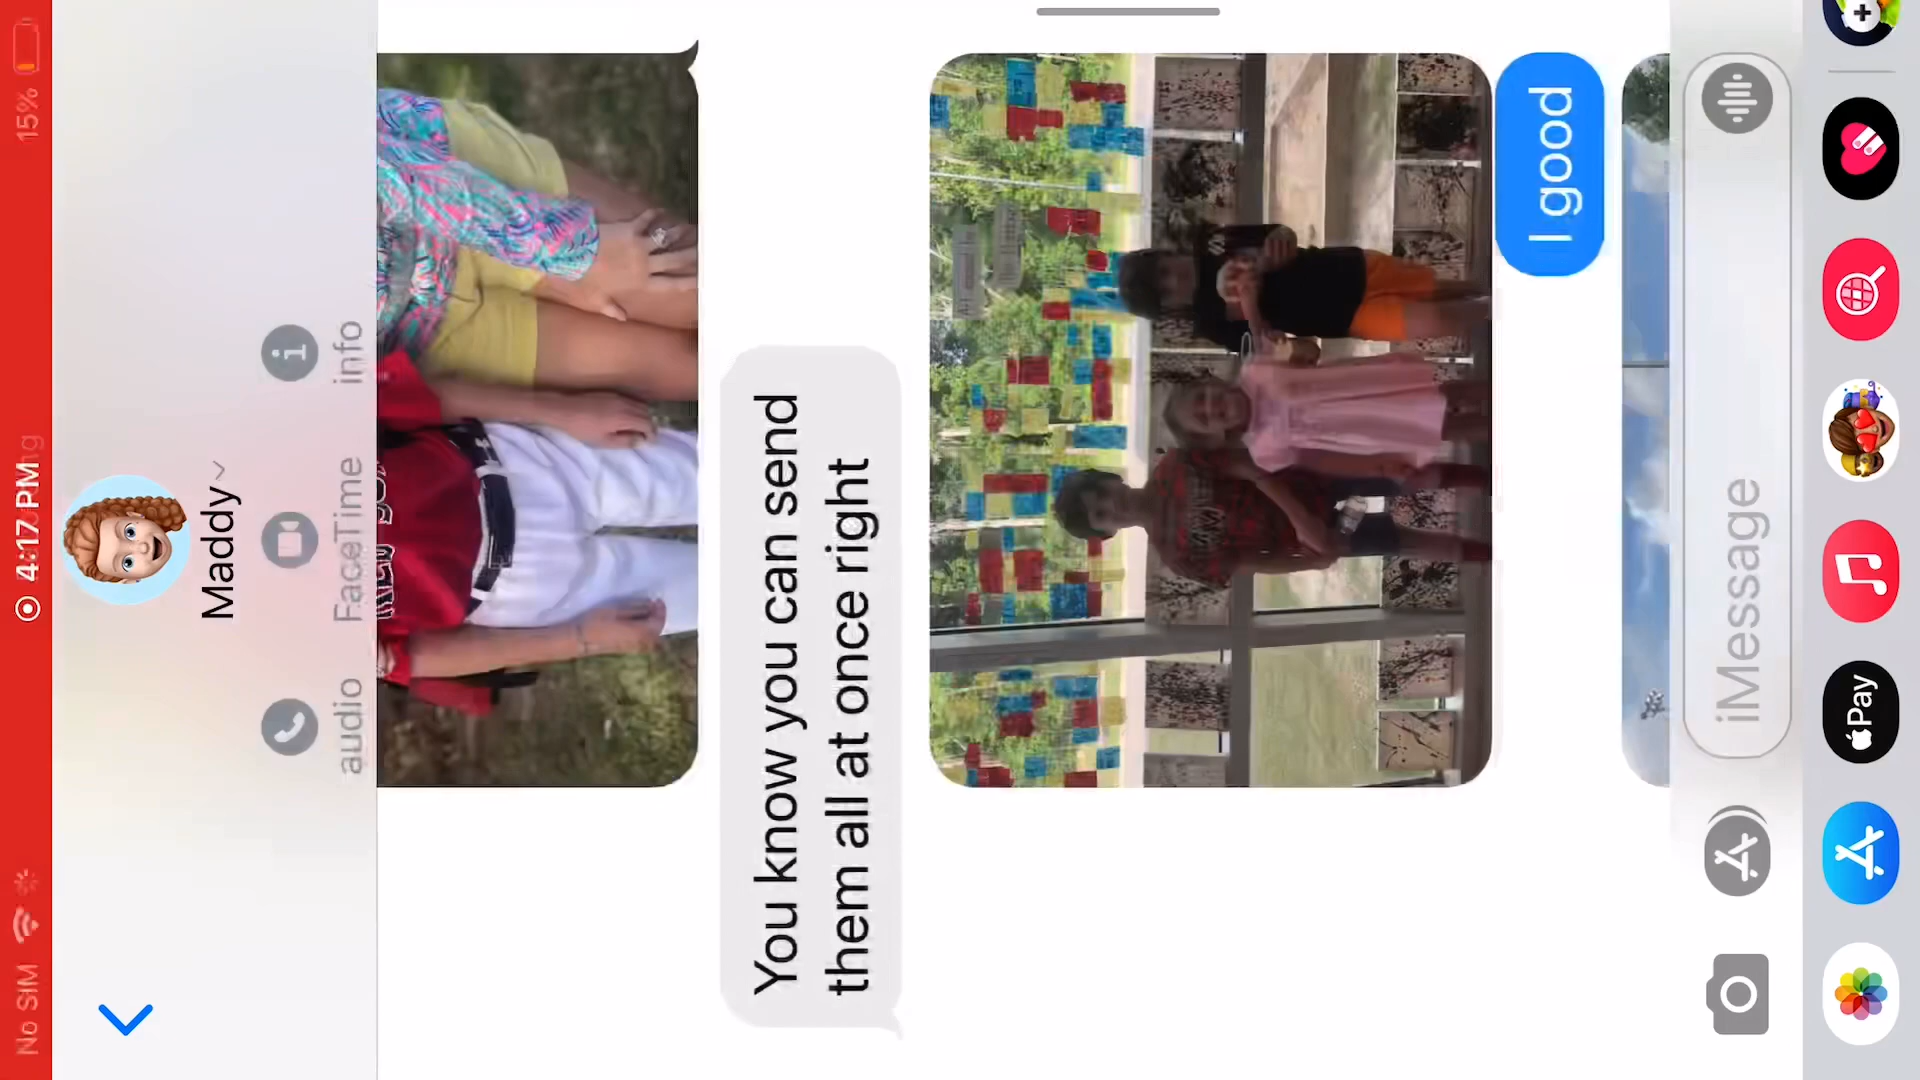 No SIM
4:17 PM
15%
Maddy
audio
FaceTime
info
You know you can send
them all at once right
I good
iMessage
Pay